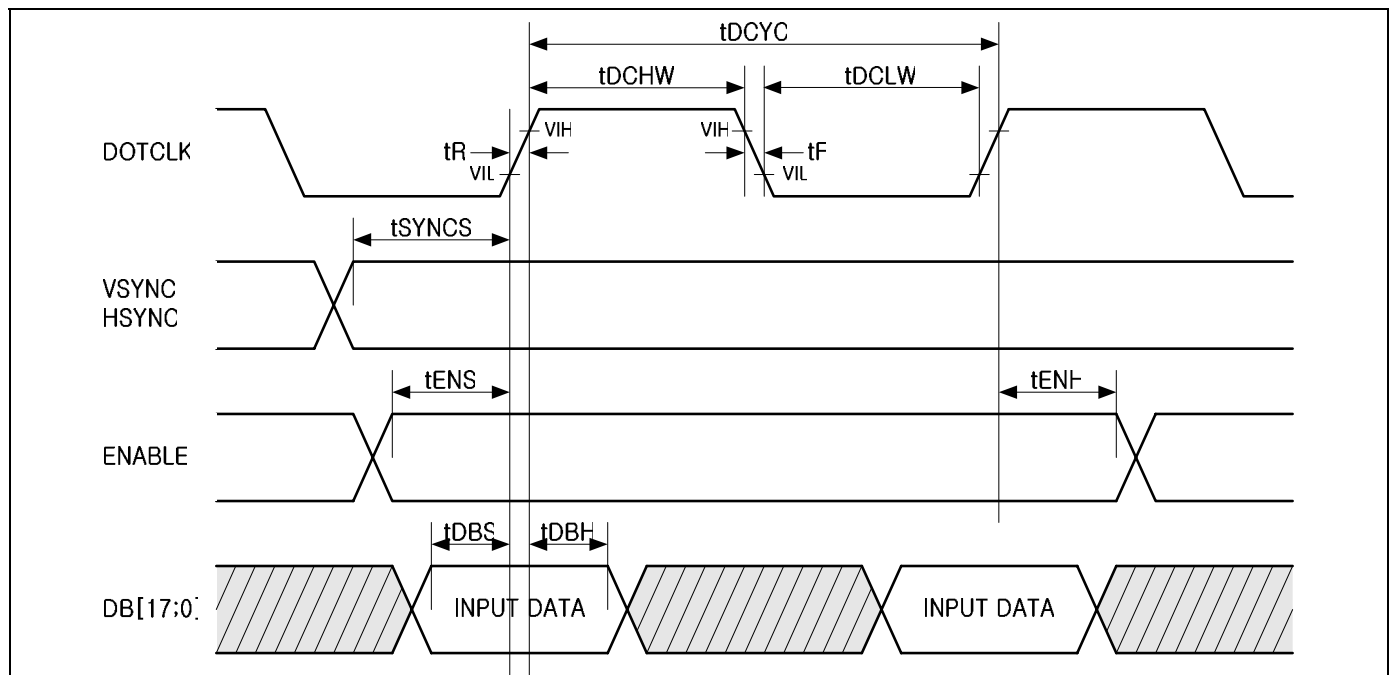 tDCYC
tDCHW
tDCLW
DOTCLK
VIH
VIH
tR
tF
VIL
VIL
tSYNCS
VSYNC
HSYNC
tENS
tENH
ENABLE
tDBS
tDBH
DB[17;0]
INPUT DATA
INPUT DATA